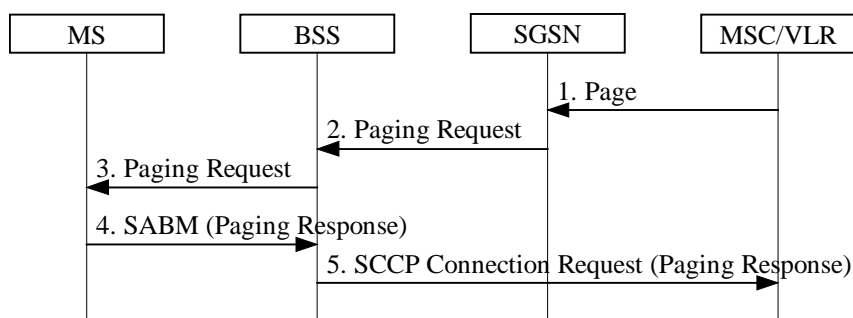 MS BSS SGSN MSC/VLR
1. Page
2. Paging Request
3. Paging Request
4. SABM (Paging Response)
5. SCCP Connection Request (Paging Response)